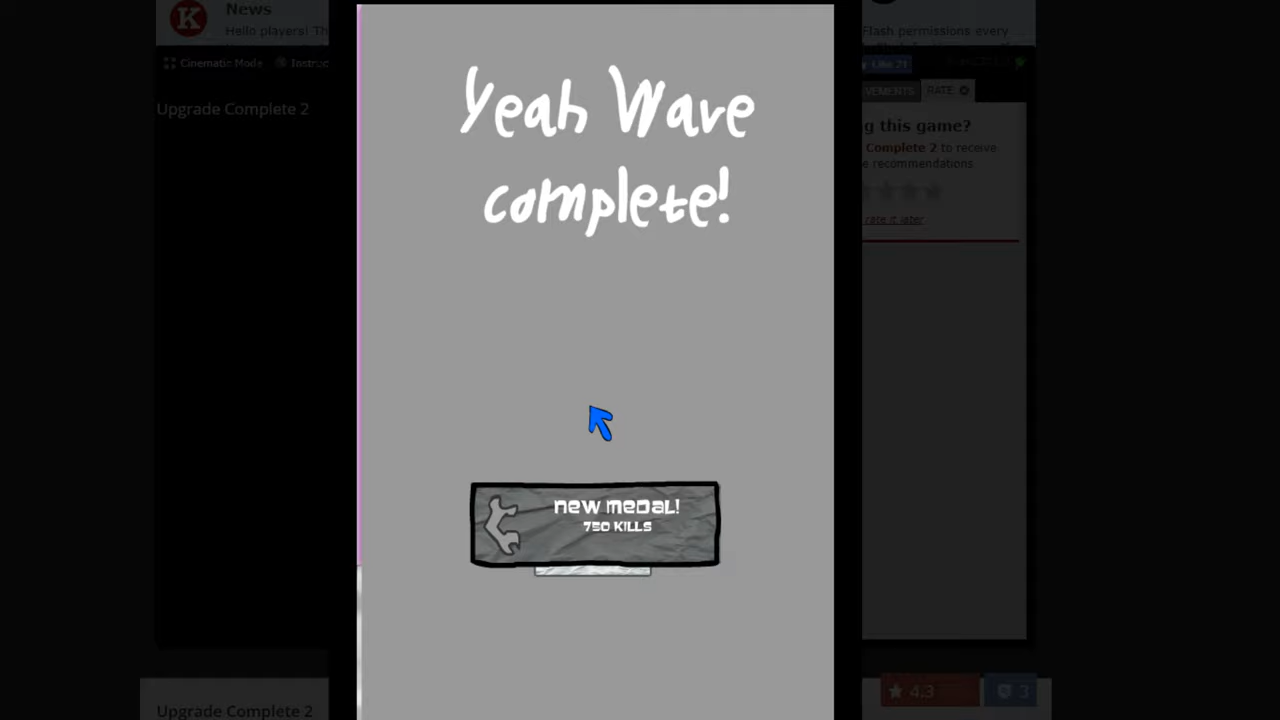 K
News
Hello players! Th
Flash permissions every
Cinematic Mode
Instruc
Like 21
VEMENTS
RATE
Upgrade Complete 2
Yeah Wave
complete!
g this game?
Complete 2 to receive
e recommendations
rate it later
new medal!
750 KILLS
4.3
3
Upgrade Complete 2